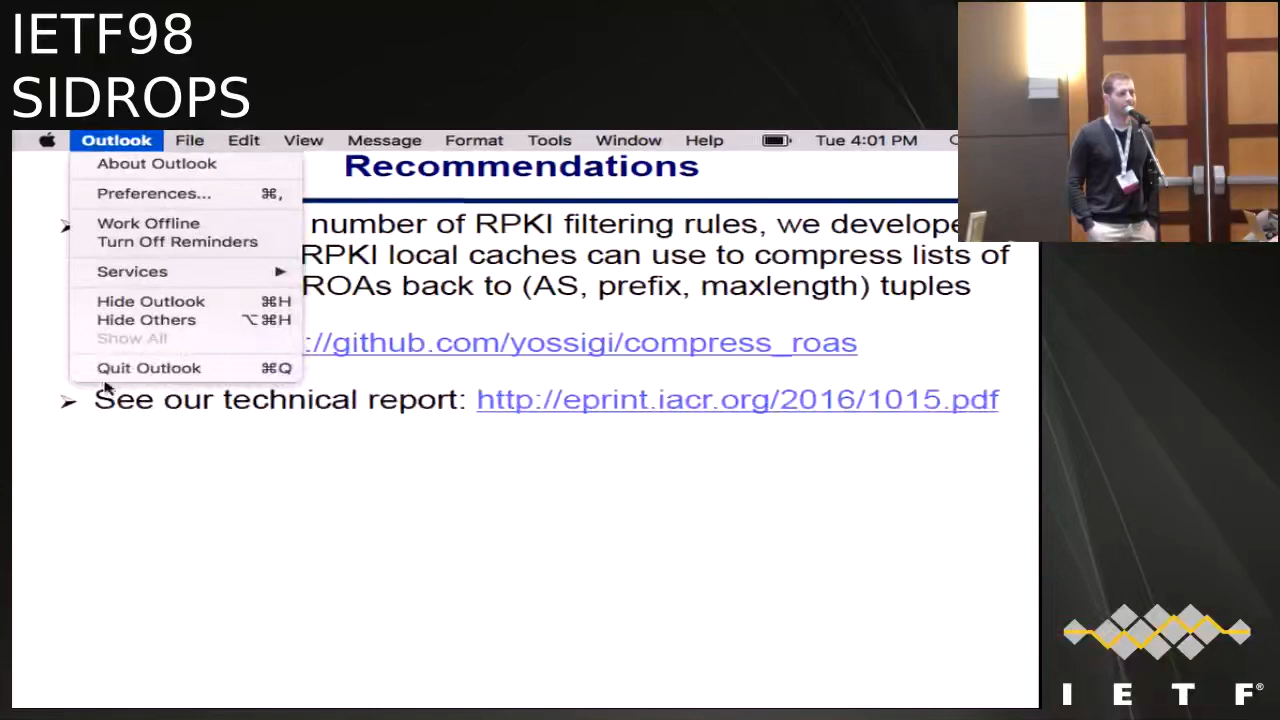 IETF98
SIDROPS
Outlook File Edit View Message Format Tools Window Help Tue 4:01 PM
About Outlook
Preferences... ⌘,
Work Offline
Turn Off Reminders
Services ▶
Hide Outlook ⌘H
Hide Others ⌥⌘H
Show All
Quit Outlook ⌘Q
Recommendations
number of RPKI filtering rules, we develope
RPKI local caches can use to compress lists of
ROAs back to (AS, prefix, maxlength) tuples
://github.com/yossigi/compress_roas
➢ See our technical report: http://eprint.iacr.org/2016/1015.pdf
I E T F®